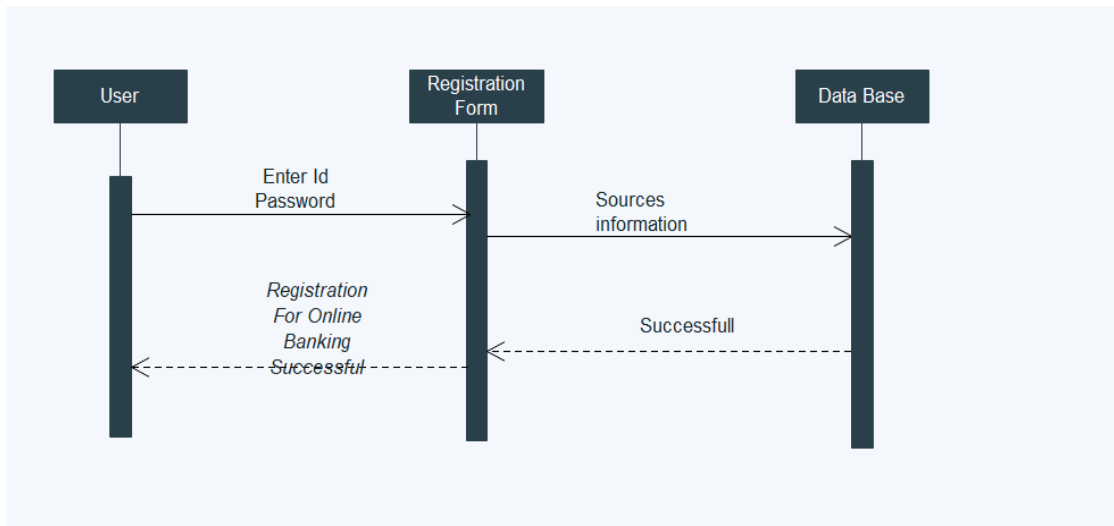 User
Registration
Form
Data Base
Enter Id
Password
Sources
information
Registration
For Online
Banking
Successful
Successfull